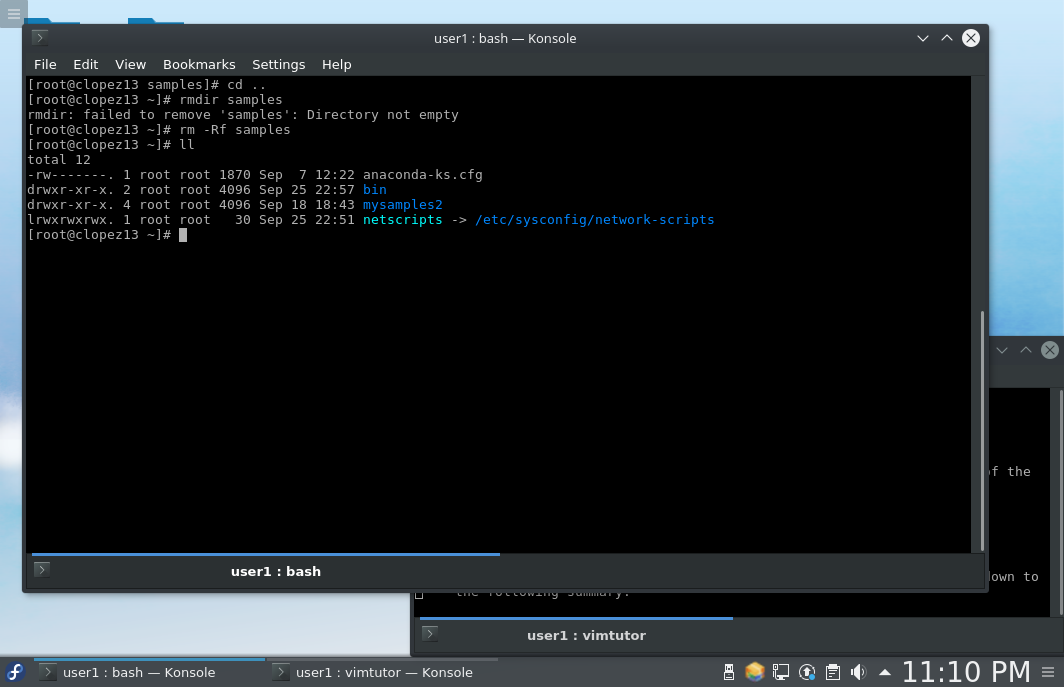 user1 : bash — Konsole
File Edit View Bookmarks Settings Help
[root@clopez13 samples]# cd ..
[root@clopez13 ~]# rmdir samples
rmdir: failed to remove 'samples': Directory not empty
[root@clopez13 ~]# rm -Rf samples
[root@clopez13 ~]# ll
total 12
-rw-------. 1 root root 1870 Sep  7 12:22 anaconda-ks.cfg
drwxr-xr-x. 2 root root 4096 Sep 25 22:57 bin
drwxr-xr-x. 4 root root 4096 Sep 18 18:43 mysamples2
lrwxrwxrwx. 1 root root   30 Sep 25 22:51 netscripts -> /etc/sysconfig/network-scripts
[root@clopez13 ~]#
of the
user1 : bash
down to
the following summary.
user1 : vimtutor
user1 : bash — Konsole
user1 : vimtutor — Konsole
11:10 PM